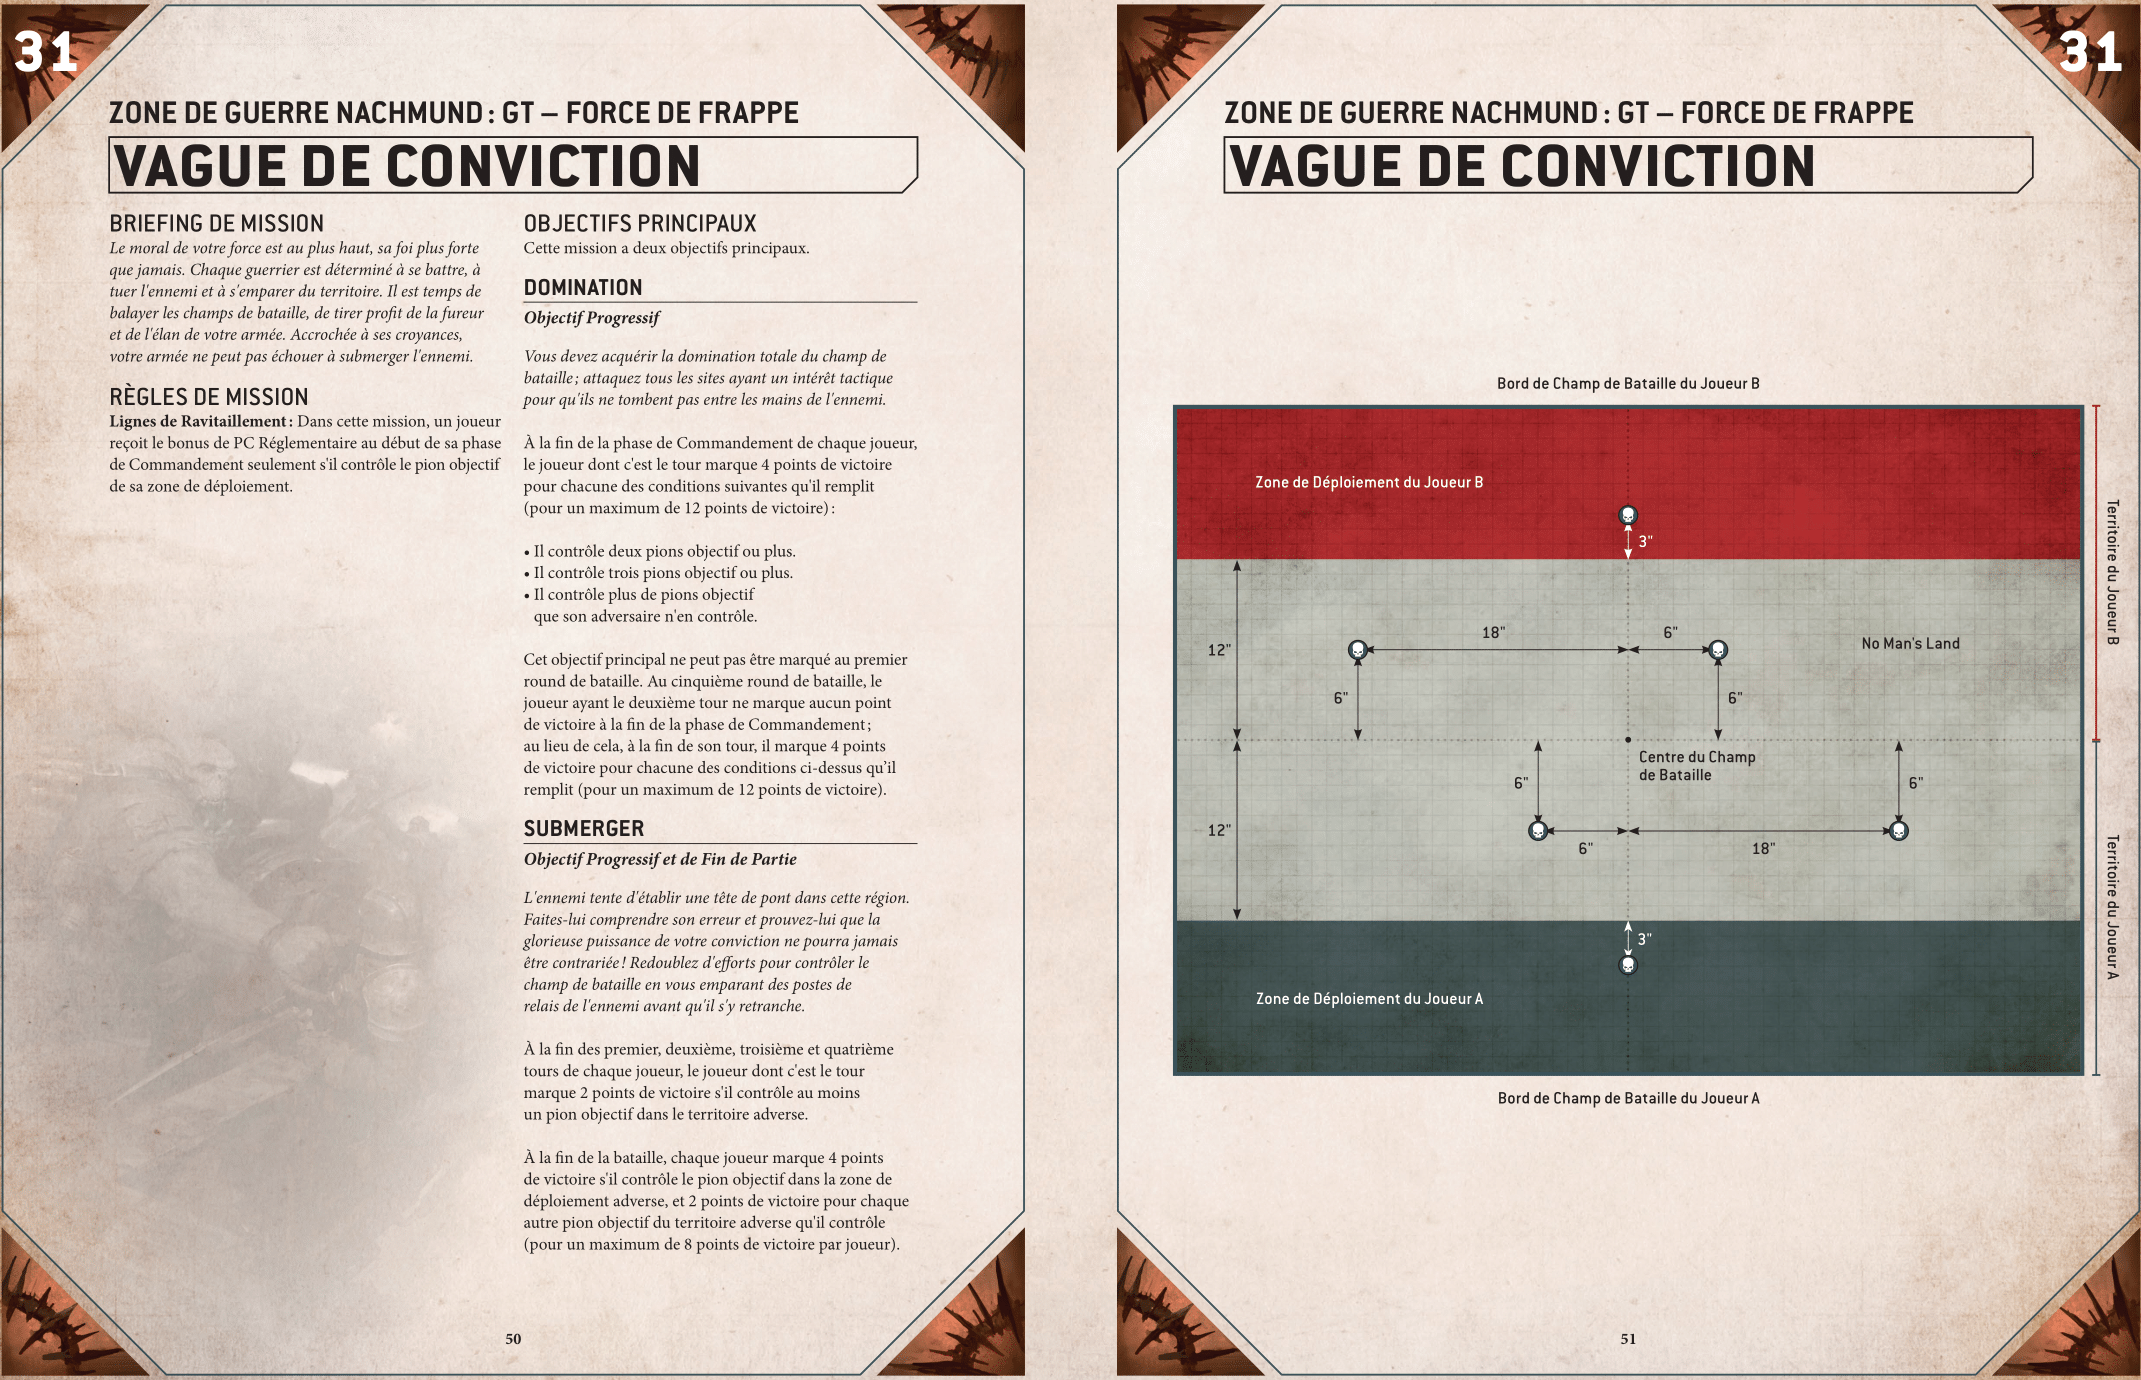 31
ZONE DE GUERRE NACHMUND : GT – FORCE DE FRAPPE
VAGUE DE CONVICTION
BRIEFING DE MISSION
Le moral de votre force est au plus haut, sa foi plus forte
que jamais. Chaque guerrier est déterminé à se battre, à
tuer l'ennemi et à s'emparer du territoire. Il est temps de
balayer les champs de bataille, de tirer profit de la fureur
et de l'élan de votre armée. Accrochée à ses croyances,
votre armée ne peut pas échouer à submerger l'ennemi.
RÈGLES DE MISSION
Lignes de Ravitaillement : Dans cette mission, un joueur
reçoit le bonus de PC Réglementaire au début de sa phase
de Commandement seulement s'il contrôle le pion objectif
de sa zone de déploiement.
OBJECTIFS PRINCIPAUX
Cette mission a deux objectifs principaux.
DOMINATION
Objectif Progressif
Vous devez acquérir la domination totale du champ de
bataille ; attaquez tous les sites ayant un intérêt tactique
pour qu'ils ne tombent pas entre les mains de l'ennemi.
À la fin de la phase de Commandement de chaque joueur,
le joueur dont c'est le tour marque 4 points de victoire
pour chacune des conditions suivantes qu'il remplit
(pour un maximum de 12 points de victoire) :
• Il contrôle deux pions objectif ou plus.
• Il contrôle trois pions objectif ou plus.
• Il contrôle plus de pions objectif
que son adversaire n'en contrôle.
Cet objectif principal ne peut pas être marqué au premier
round de bataille. Au cinquième round de bataille, le
joueur ayant le deuxième tour ne marque aucun point
de victoire à la fin de la phase de Commandement ;
au lieu de cela, à la fin de son tour, il marque 4 points
de victoire pour chacune des conditions ci-dessus qu'il
remplit (pour un maximum de 12 points de victoire).
SUBMERGER
Objectif Progressif et de Fin de Partie
L'ennemi tente d'établir une tête de pont dans cette région.
Faites-lui comprendre son erreur et prouvez-lui que la
glorieuse puissance de votre conviction ne pourra jamais
être contrariée ! Redoublez d'efforts pour contrôler le
champ de bataille en vous emparant des postes de
relais de l'ennemi avant qu'il s'y retranche.
À la fin des premier, deuxième, troisième et quatrième
tours de chaque joueur, le joueur dont c'est le tour
marque 2 points de victoire s'il contrôle au moins
un pion objectif dans le territoire adverse.
À la fin de la bataille, chaque joueur marque 4 points
de victoire s'il contrôle le pion objectif dans la zone de
déploiement adverse, et 2 points de victoire pour chaque
autre pion objectif du territoire adverse qu'il contrôle
(pour un maximum de 8 points de victoire par joueur).
50
31
ZONE DE GUERRE NACHMUND : GT – FORCE DE FRAPPE
VAGUE DE CONVICTION
Bord de Champ de Bataille du Joueur B
Zone de Déploiement du Joueur B
3"
Territoire du Joueur B
18"
6"
No Man's Land
12"
6"
6"
Centre du Champ
de Bataille
6"
6"
12"
6"
18"
Territoire du Joueur A
3"
Zone de Déploiement du Joueur A
Bord de Champ de Bataille du Joueur A
51